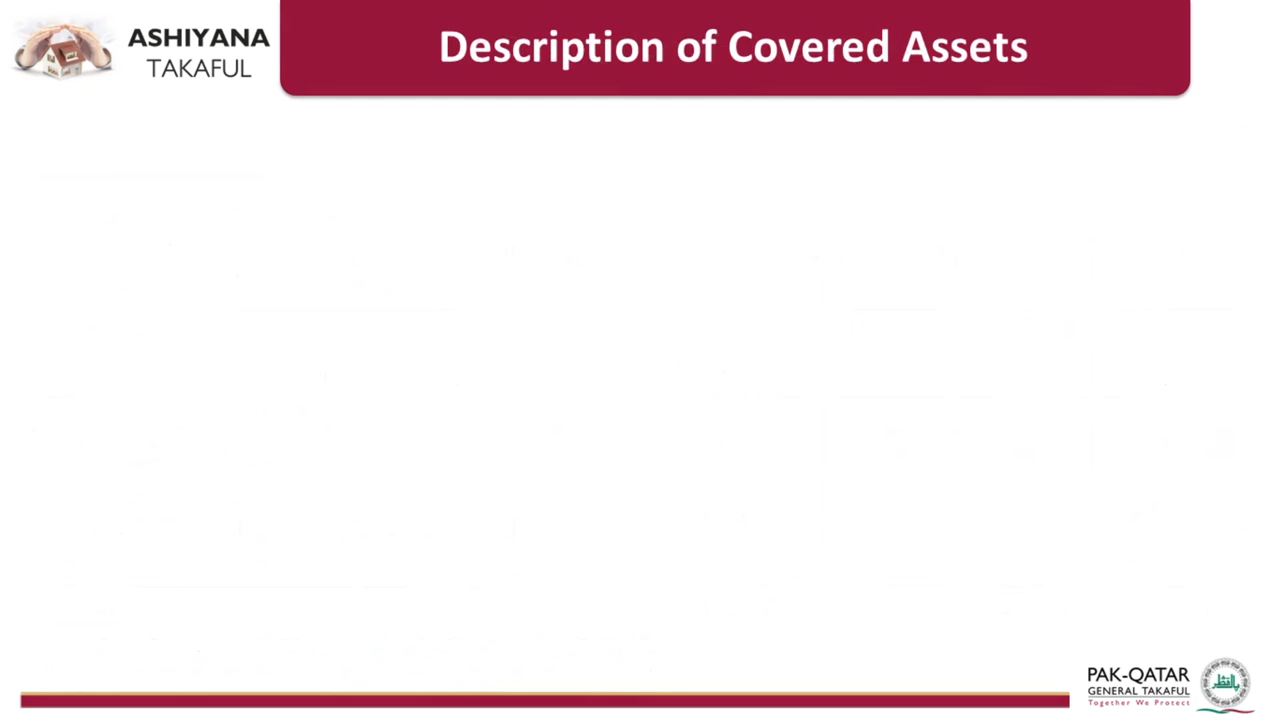 ASHIYANA
TAKAFUL
Description of Covered Assets
PAK-QATAR
GENERAL TAKAFUL
Together We Protect